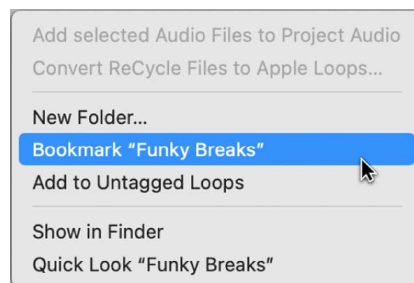 Add selected Audio Files to Project Audio
Convert ReCycle Files to Apple Loops...
New Folder...
Bookmark “Funky Breaks”
Add to Untagged Loops
Show in Finder
Quick Look “Funky Breaks”